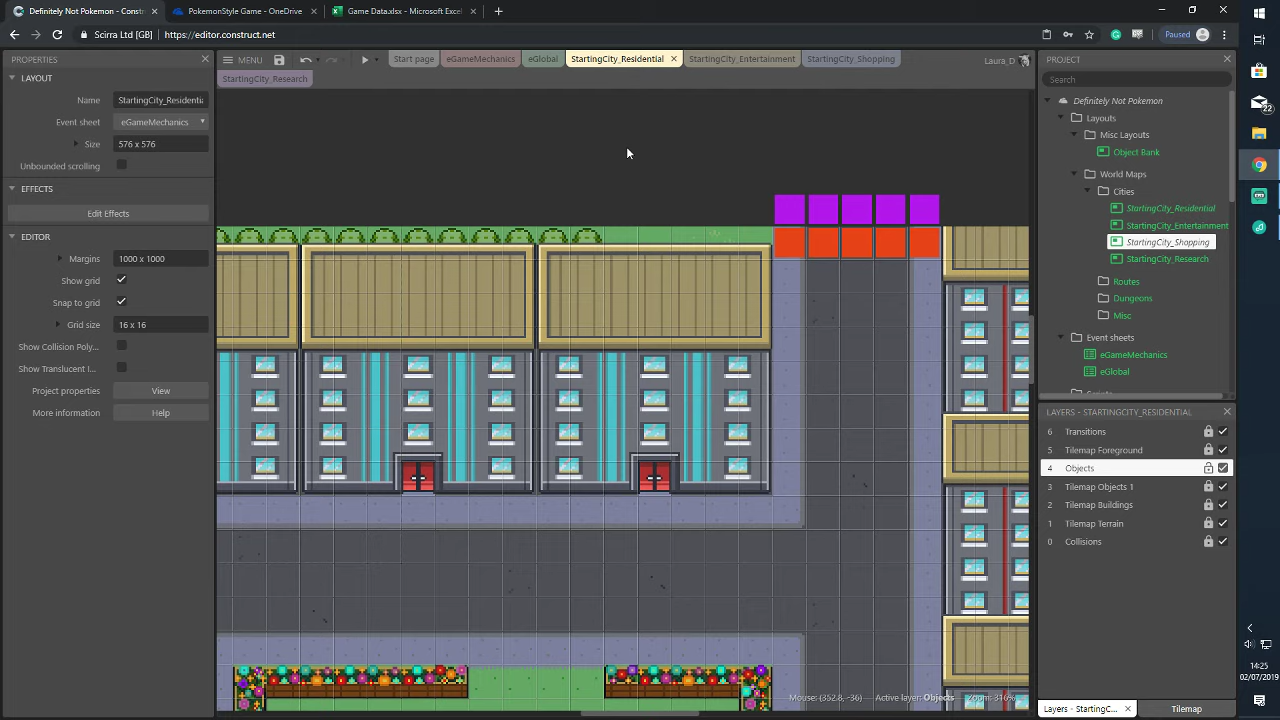 Definitely Not Pokemon - Constr
PokemonStyle Game - OneDrive
Game Data.xlsx - Microsoft Excel
Scirra Ltd [GB]
https://editor.construct.net
Paused
PROPERTIES
MENU
Start page
eGameMechanics
eGlobal
StartingCity_Residential
StartingCity_Entertainment
StartingCity_Shopping
Laura_D
PROJECT
StartingCity_Research
LAYOUT
Name
StartingCity_Residentia
Event sheet
eGameMechanics
Size
576 x 576
Unbounded scrolling
EFFECTS
Edit Effects
EDITOR
Margins
1000 x 1000
Show grid
Snap to grid
Grid size
16 x 16
Show Collision Poly...
Show Translucent I...
Project properties
View
More information
Help
Search
Definitely Not Pokemon
Layouts
Misc Layouts
Object Bank
World Maps
Cities
StartingCity_Residential
StartingCity_Entertainment
StartingCity_Shopping
StartingCity_Research
Routes
Dungeons
Misc
Event sheets
eGameMechanics
eGlobal
Scripts
LAYERS - STARTINGCITY_RESIDENTIAL
6 Transitions
5 Tilemap Foreground
4 Objects
3 Tilemap Objects 1
2 Tilemap Buildings
1 Tilemap Terrain
0 Collisions
Mouse: (352.8, -36)
Active layer: Objects
Zoom: 316%
Layers - StartingC...
Tilemap
22
14:25
02/07/2019